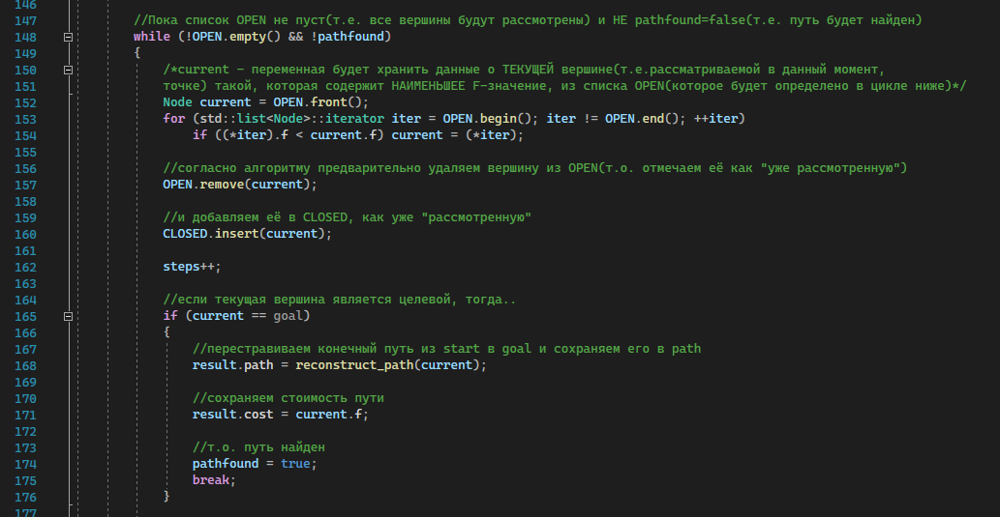 146
147 //Пока список OPEN не пуст(т.е. все вершины будут рассмотрены) и НЕ pathfound=false(т.е. путь будет найден)
148 while (!OPEN.empty() && !pathfound)
149 {
150 /*current - переменная будет хранить данные о ТЕКУЩЕЙ вершине(т.е.рассматриваемой в данный момент,
151 точке) такой, которая содержит НАИМЕНЬШЕЕ F-значение, из списка OPEN(которое будет определено в цикле ниже)*/
152 Node current = OPEN.front();
153 for (std::list<Node>::iterator iter = OPEN.begin(); iter != OPEN.end(); ++iter)
154 if ((*iter).f < current.f) current = (*iter);
155
156 //согласно алгоритму предварительно удаляем вершину из OPEN(т.о. отмечаем её как "уже рассмотренную")
157 OPEN.remove(current);
158
159 //и добавляем её в CLOSED, как уже "рассмотренную"
160 CLOSED.insert(current);
161
162 steps++;
163
164 //если текущая вершина является целевой, тогда..
165 if (current == goal)
166 {
167 //перестравиваем конечный путь из start в goal и сохраняем его в path
168 result.path = reconstruct_path(current);
169
170 //сохраняем стоимость пути
171 result.cost = current.f;
172
173 //т.о. путь найден
174 pathfound = true;
175 break;
176 }
177